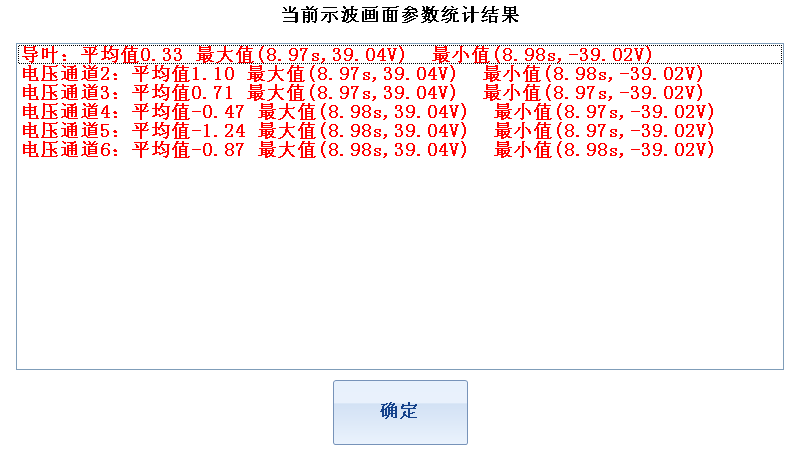 当前示波画面参数统计结果
导叶：平均值0.33 最大值(8.97s,39.04V)  最小值(8.98s,-39.02V)
电压通道2：平均值1.10 最大值(8.97s,39.04V)  最小值(8.98s,-39.02V)
电压通道3：平均值0.71 最大值(8.97s,39.04V)  最小值(8.97s,-39.02V)
电压通道4：平均值-0.47 最大值(8.98s,39.04V)  最小值(8.97s,-39.02V)
电压通道5：平均值-1.24 最大值(8.98s,39.04V)  最小值(8.97s,-39.02V)
电压通道6：平均值-0.87 最大值(8.98s,39.04V)  最小值(8.98s,-39.02V)
确定